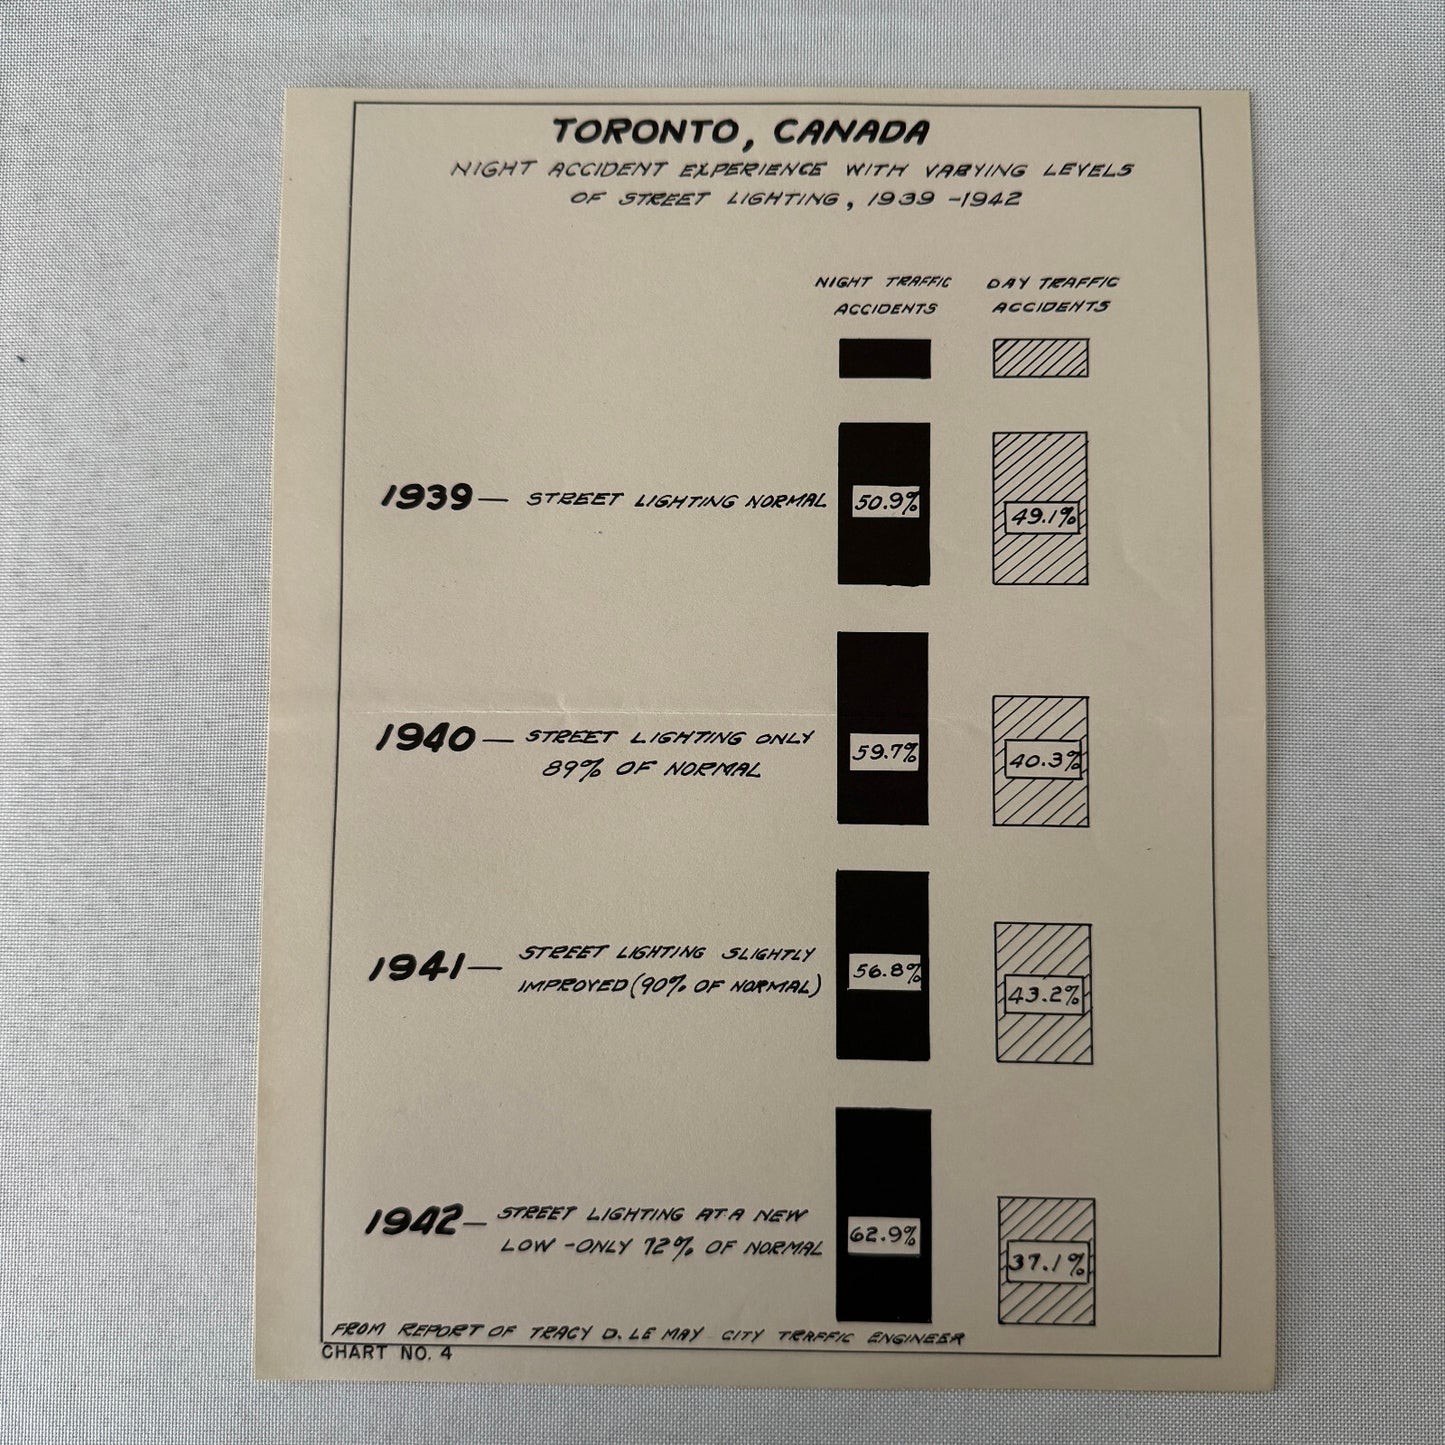 TORONTO, CANADA
NIGHT ACCIDENT EXPERIENCE WITH VARYING LEVELS
OF STREET LIGHTING, 1939 -1942
NIGHT TRAFFIC ACCIDENTS
DAY TRAFFIC ACCIDENTS
1939 — STREET LIGHTING NORMAL 50.9% 49.1%
1940 — STREET LIGHTING ONLY
89% OF NORMAL 59.7% 40.3%
1941 — STREET LIGHTING SLIGHTLY
IMPROVED (90% OF NORMAL) 56.8% 43.2%
1942 — STREET LIGHTING AT A NEW
LOW -ONLY 72% OF NORMAL 62.9% 37.1%
FROM REPORT OF TRACY D. LE MAY CITY TRAFFIC ENGINEER
CHART NO. 4